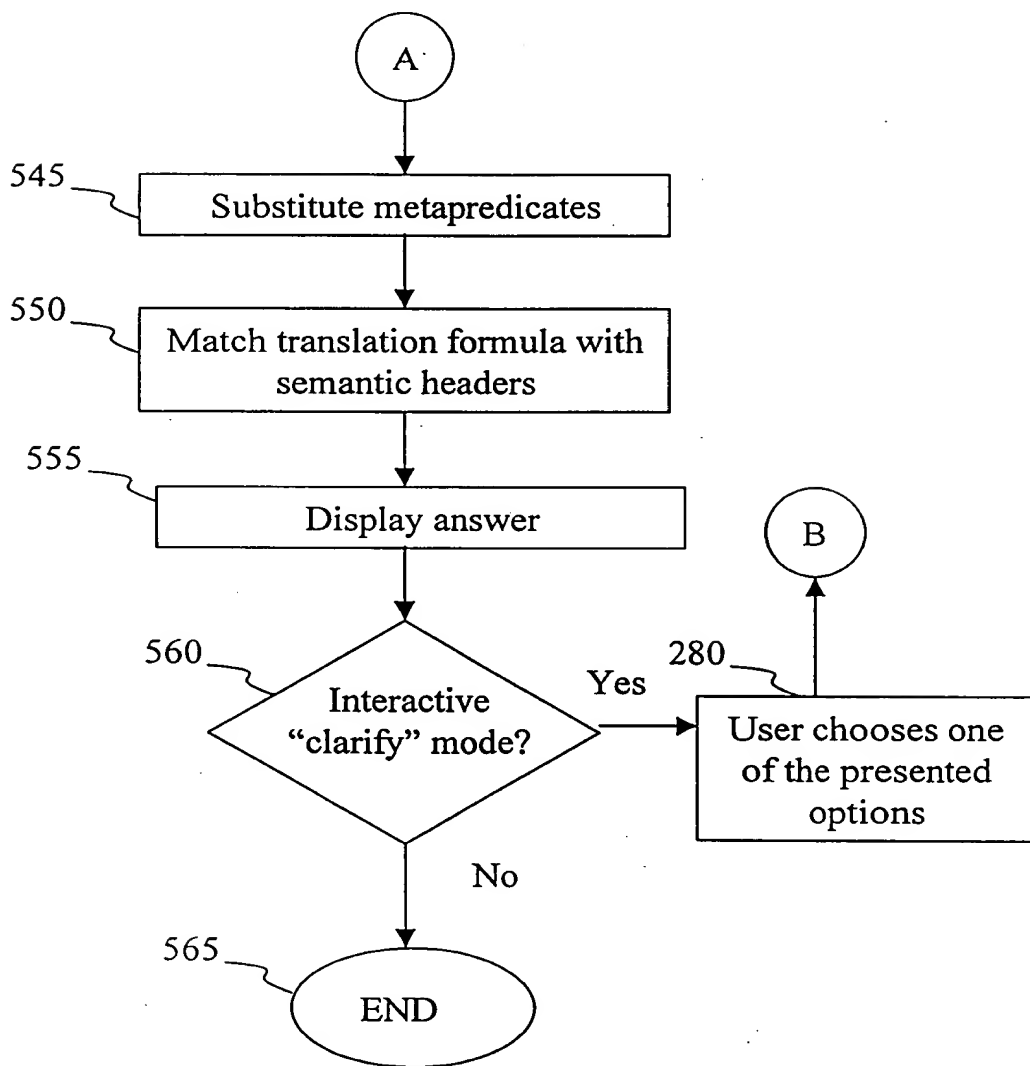 A
545
Substitute metapredicates
550
Match translation formula with
semantic headers
555
Display answer
B
560
Interactive
“clarify” mode?
Yes
280
User chooses one
of the presented
options
No
565
END